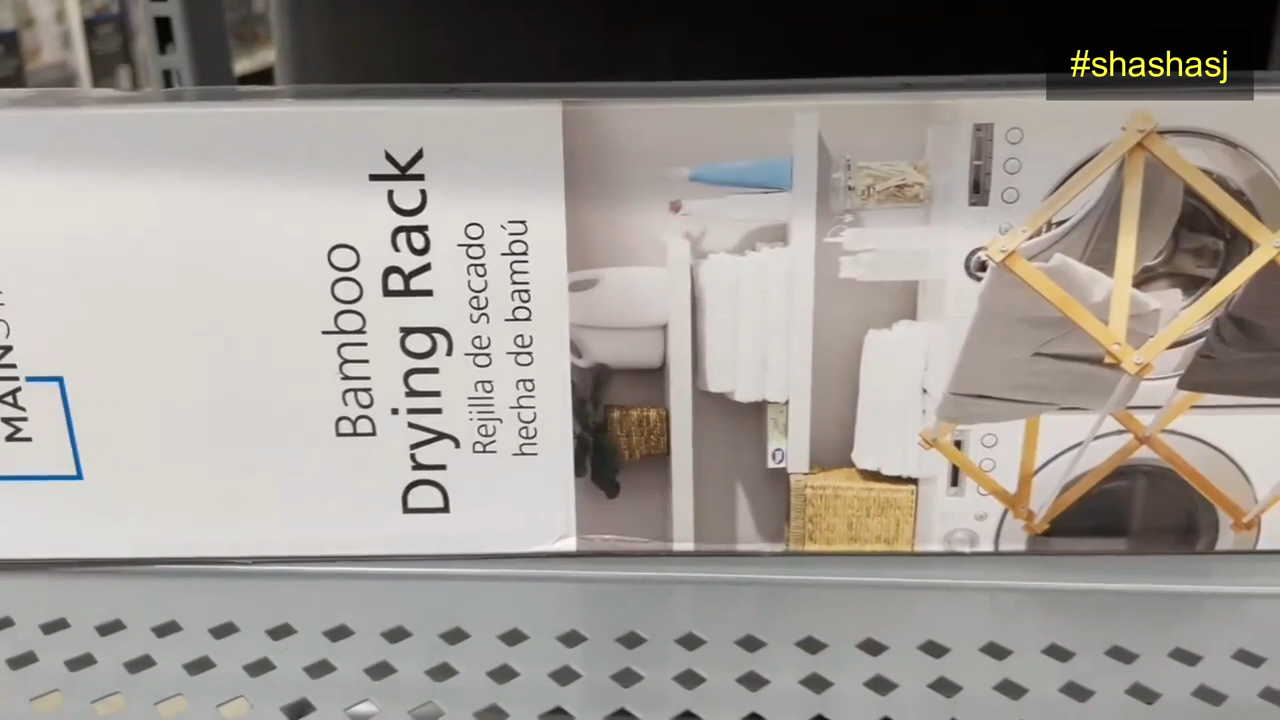 #shashasj
Bamboo
Drying Rack
Rejilla de secado
hecha de bambú